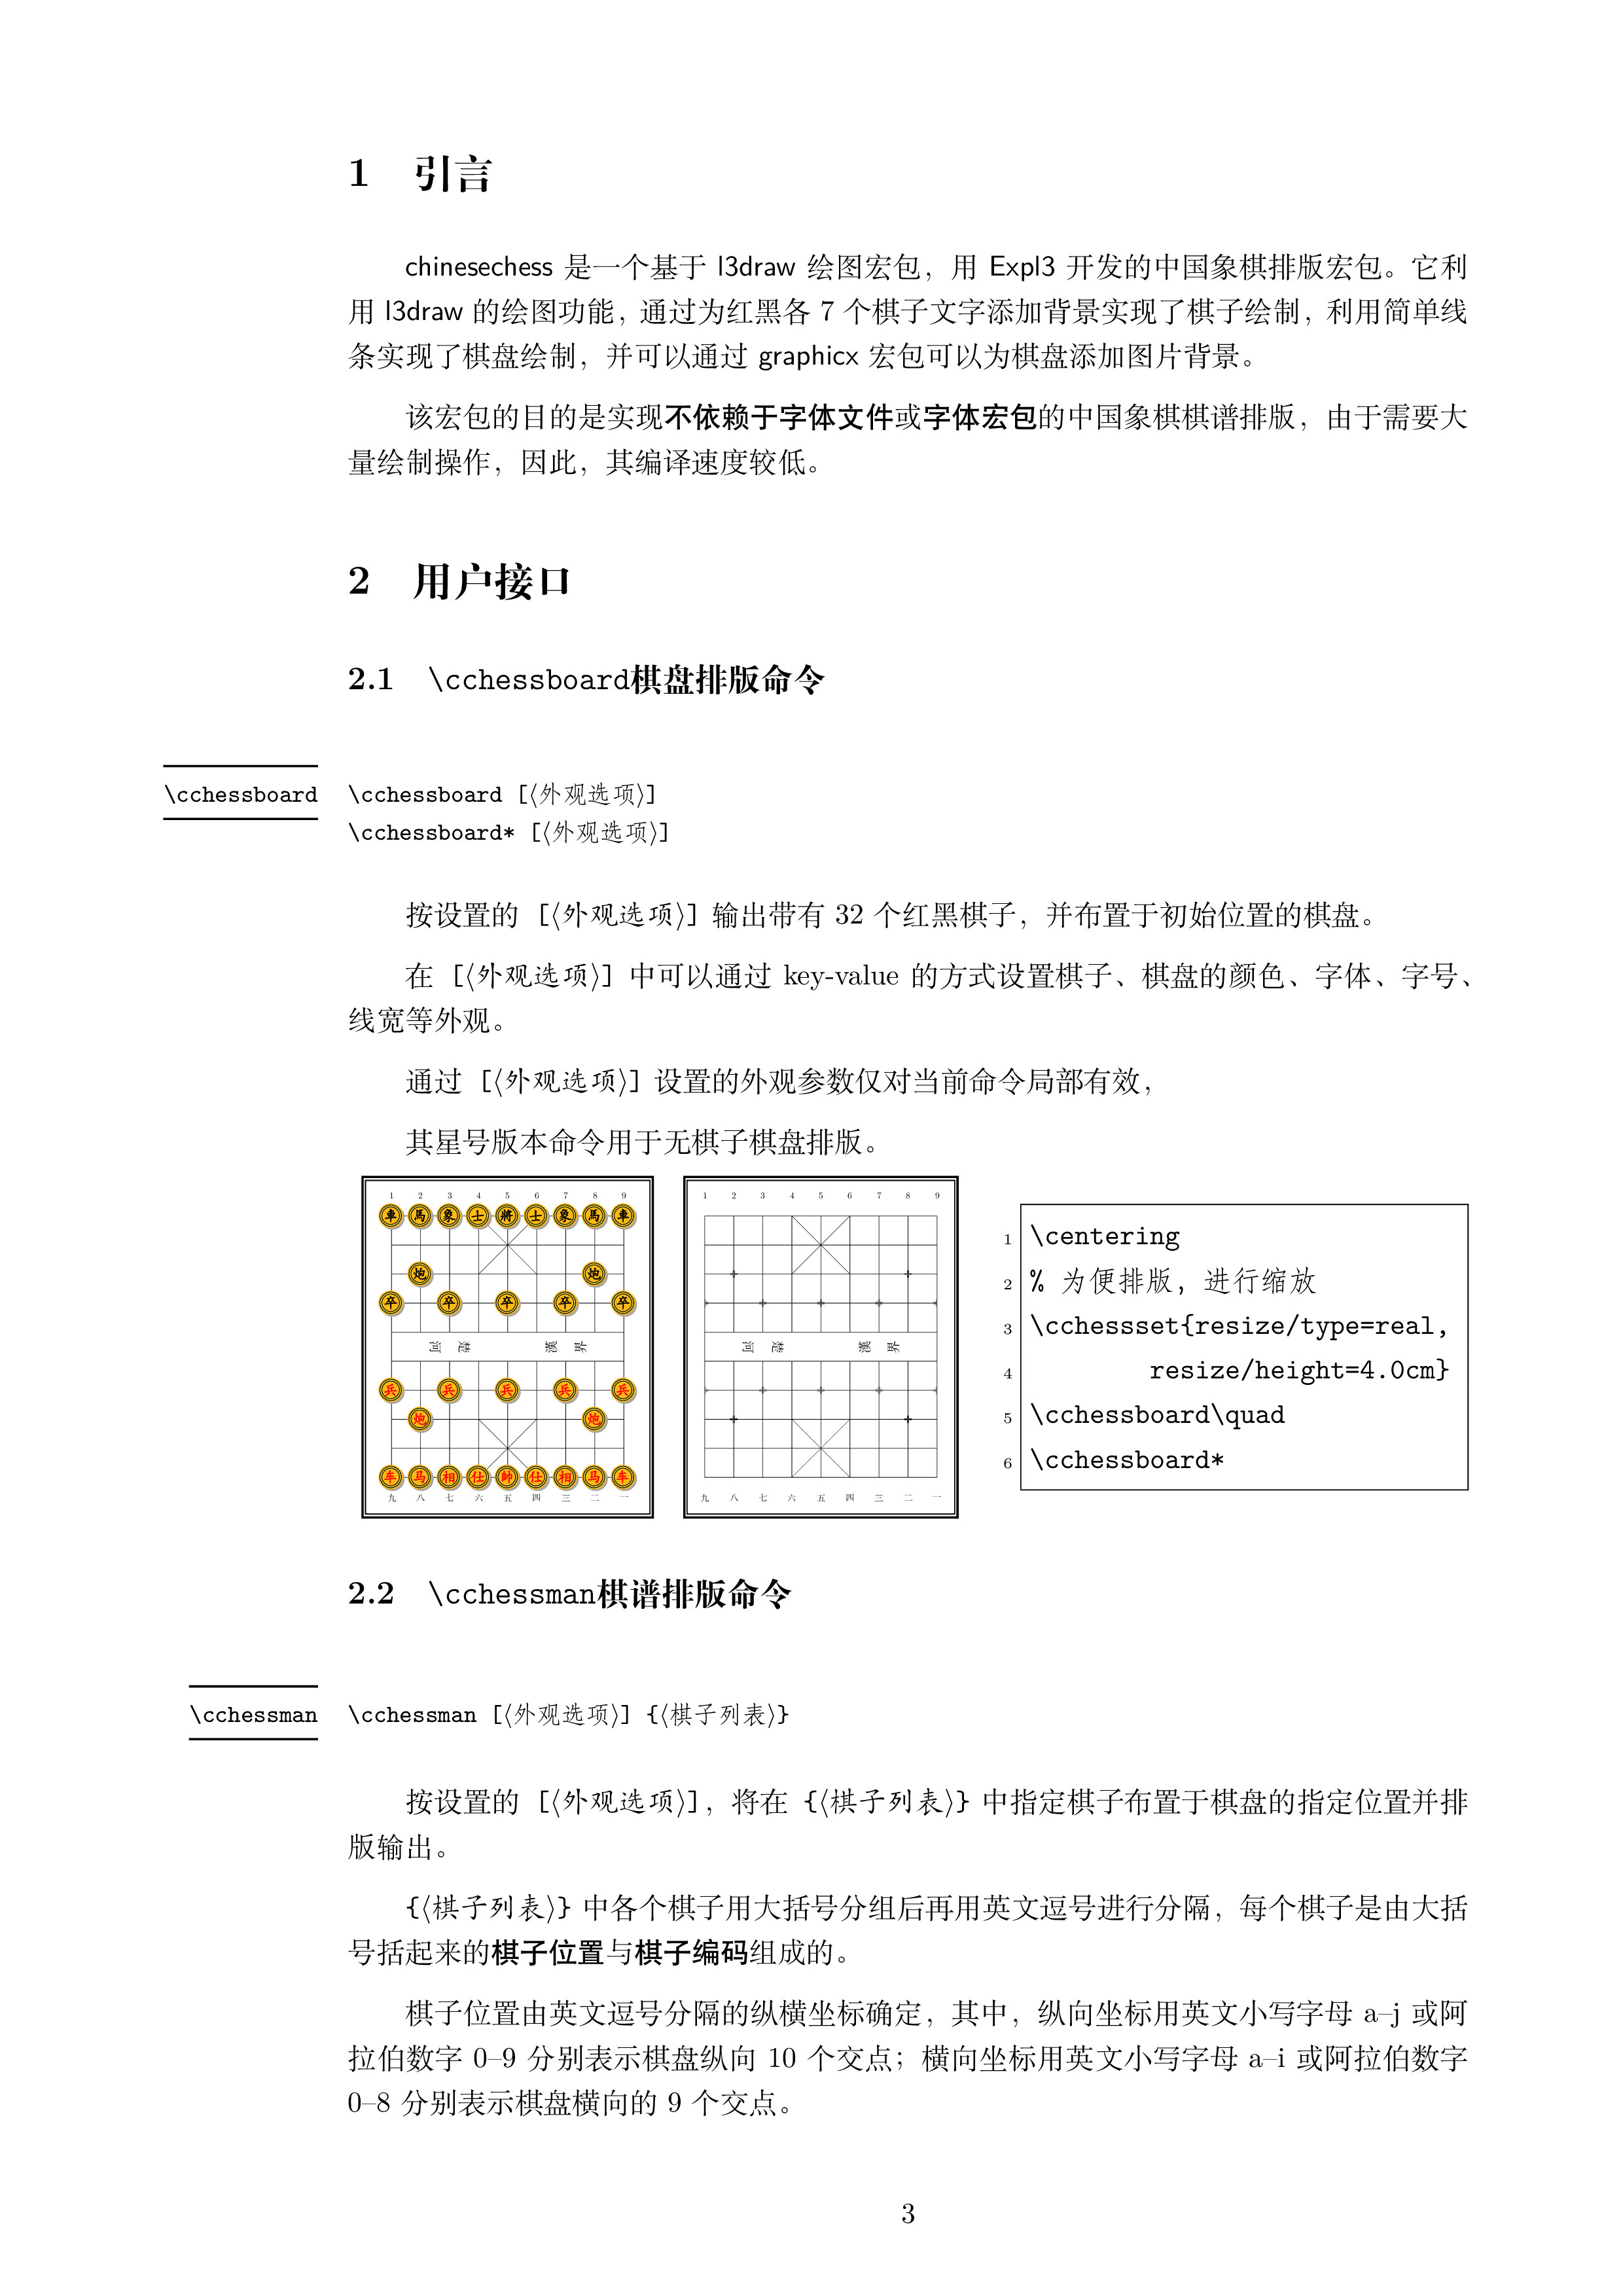 1 引言
chinesechess 是一个基于 l3draw 绘图宏包，用 Expl3 开发的中国象棋排版宏包。它利
用 l3draw 的绘图功能，通过为红黑各 7 个棋子文字添加背景实现了棋子绘制，利用简单线
条实现了棋盘绘制，并可以通过 graphicx 宏包可以为棋盘添加图片背景。
该宏包的目的是实现不依赖于字体文件或字体宏包的中国象棋棋谱排版，由于需要大
量绘制操作，因此，其编译速度较低。
2 用户接口
2.1 \cchessboard棋盘排版命令
\cchessboard
\cchessboard [⟨外观选项⟩]
\cchessboard* [⟨外观选项⟩]
按设置的 [⟨外观选项⟩] 输出带有 32 个红黑棋子，并布置于初始位置的棋盘。
在 [⟨外观选项⟩] 中可以通过 key-value 的方式设置棋子、棋盘的颜色、字体、字号、
线宽等外观。
通过 [⟨外观选项⟩] 设置的外观参数仅对当前命令局部有效，
其星号版本命令用于无棋子棋盘排版。
1 2 3 4 5 6 7 8 9
車 馬 象 士 將 士 象 馬 車
炮 炮
卒 卒 卒 卒 卒
河 楚 漢 界
兵 兵 兵 兵 兵
炮 炮
车 马 相 仕 帥 仕 相 马 车
九 八 七 六 五 四 三 二 一
1 2 3 4 5 6 7 8 9
河 楚 漢 界
九 八 七 六 五 四 三 二 一
1 \centering
2 % 为便排版，进行缩放
3 \cchessset{resize/type=real,
4 resize/height=4.0cm}
5 \cchessboard\quad
6 \cchessboard*
2.2 \cchessman棋谱排版命令
\cchessman
\cchessman [⟨外观选项⟩] {⟨棋子列表⟩}
按设置的 [⟨外观选项⟩]，将在 {⟨棋子列表⟩} 中指定棋子布置于棋盘的指定位置并排
版输出。
{⟨棋子列表⟩} 中各个棋子用大括号分组后再用英文逗号进行分隔，每个棋子是由大括
号括起来的棋子位置与棋子编码组成的。
棋子位置由英文逗号分隔的纵横坐标确定，其中，纵向坐标用英文小写字母 a–j 或阿
拉伯数字 0–9 分别表示棋盘纵向 10 个交点；横向坐标用英文小写字母 a–i 或阿拉伯数字
0–8 分别表示棋盘横向的 9 个交点。
3